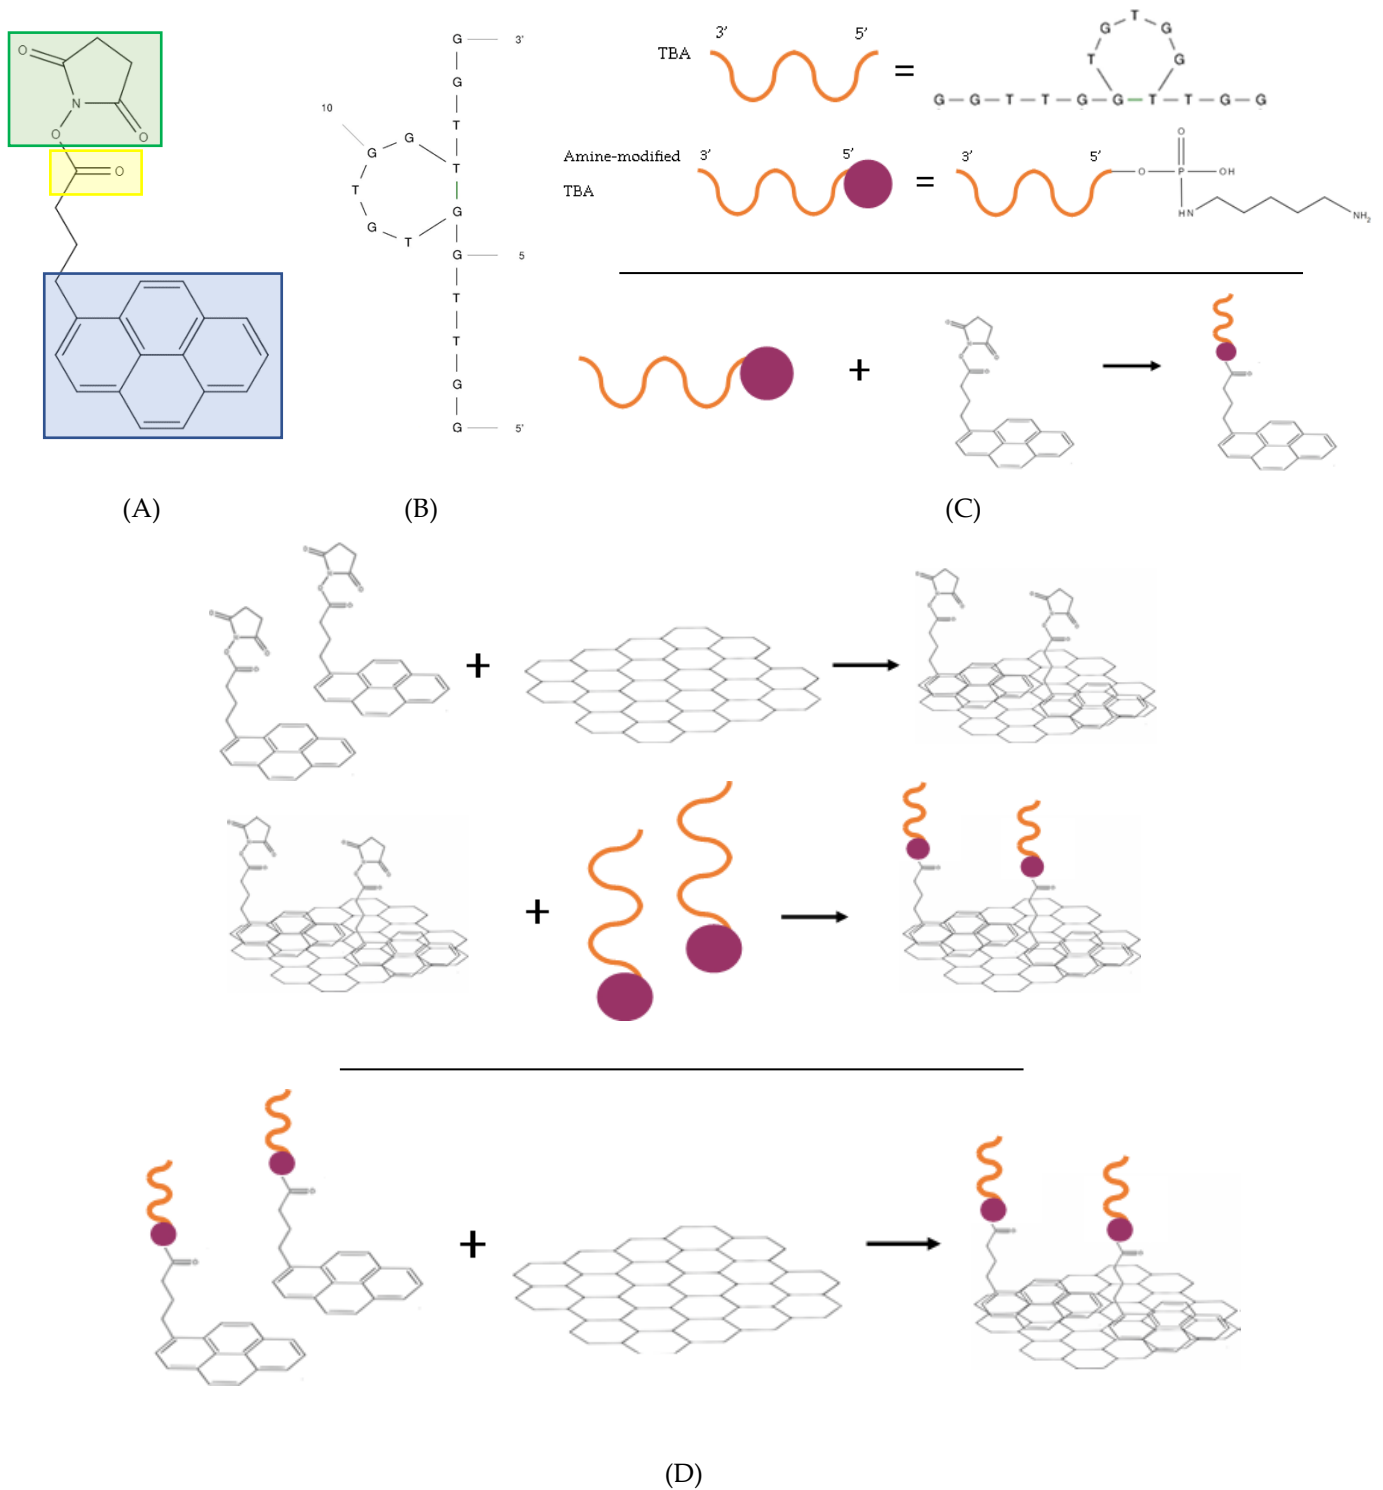 O
N
O
O
O
(A)
G 3'
G
T
T
10
G
G
T
T
G
G
T
G 5
T
T
G
G 5'
(B)
TBA
3' 5'
=
T
G G
T G
G G T T G G T T G G
Amine-modified
TBA
3' 5'
=
3' 5'
O
O P OH
HN
NH2
+
(C)
+
+
+
(D)